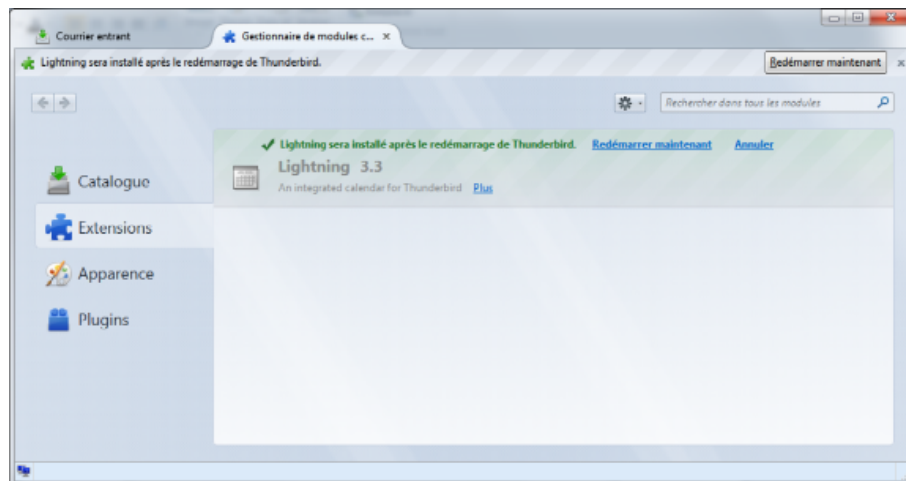 Courrier entrant
Gestionnaire de modules c... ×
Lightning sera installé après le redémarrage de Thunderbird.
Redémarrer maintenant ×
Rechercher dans tous les modules
Lightning sera installé après le redémarrage de Thunderbird. Redémarrer maintenant Annuler
Lightning 3.3
An integrated calendar for Thunderbird Plus
Catalogue
Extensions
Apparence
Plugins